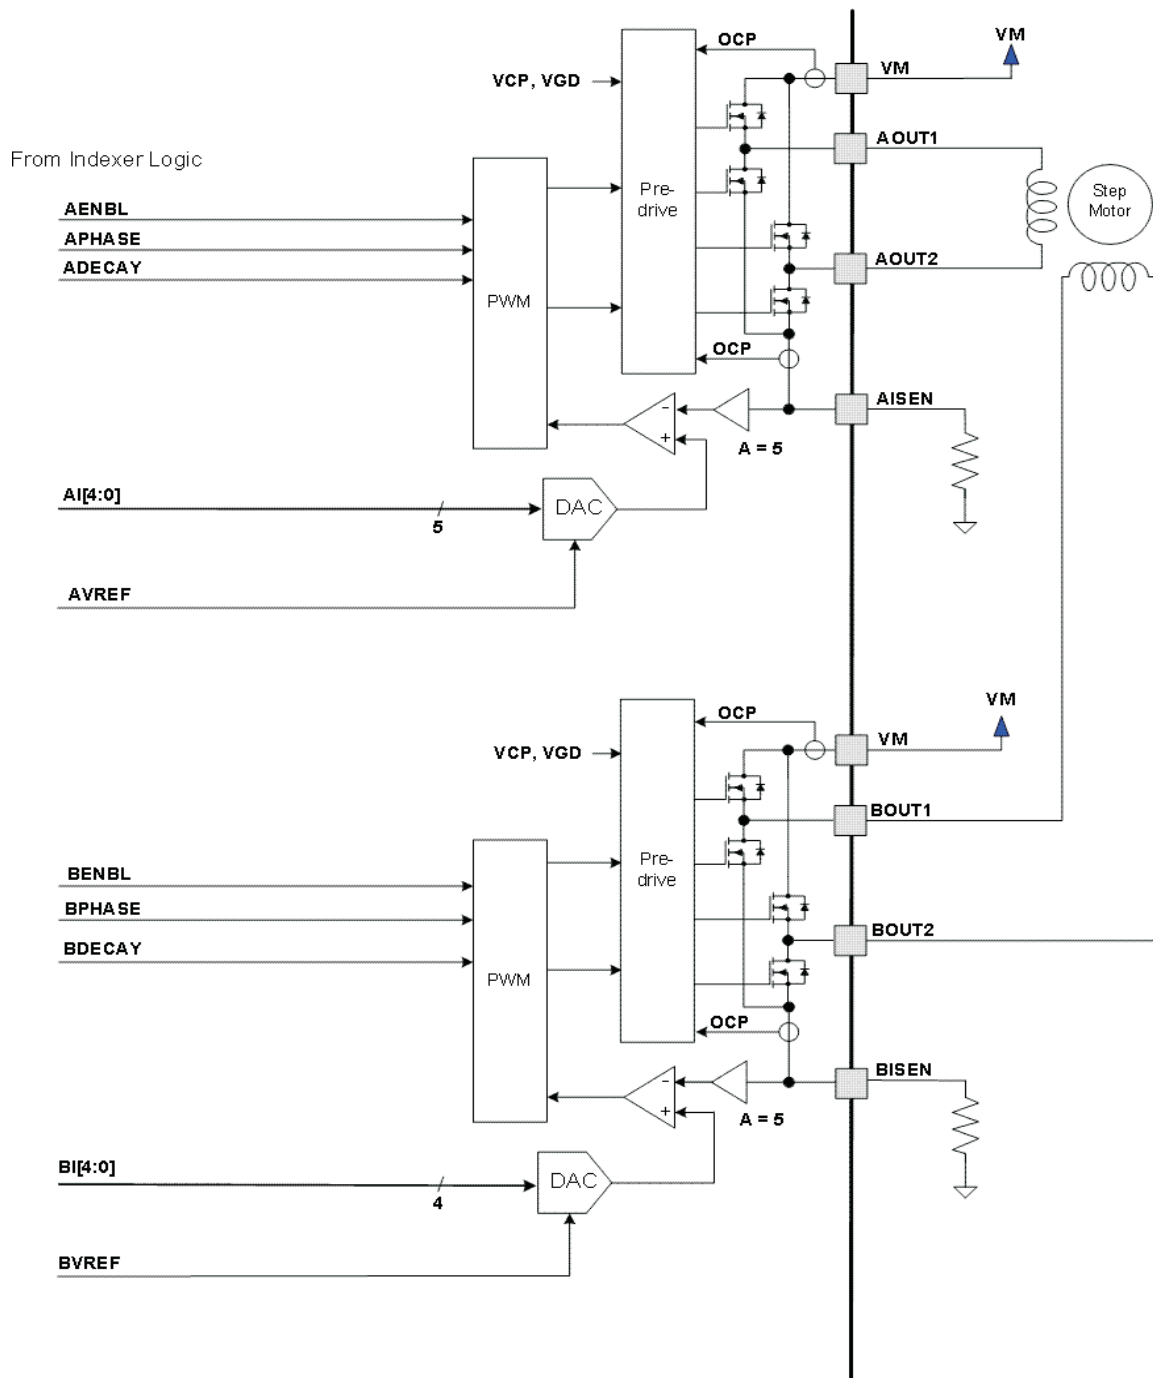 OCP
VM
VCP, VGD
VM
AOUT1
From Indexer Logic
Pre-
drive
Step
Motor
AENBL
APHASE
ADECAY
AOUT2
PWM
OCP
AISEN
-
+
A = 5
AI[4:0]
5
DAC
AVREF
OCP
VM
VCP, VGD
VM
BOUT1
Pre-
drive
BENBL
BPHASE
BDECAY
BOUT2
PWM
OCP
BISEN
-
+
A = 5
BI[4:0]
4
DAC
BVREF